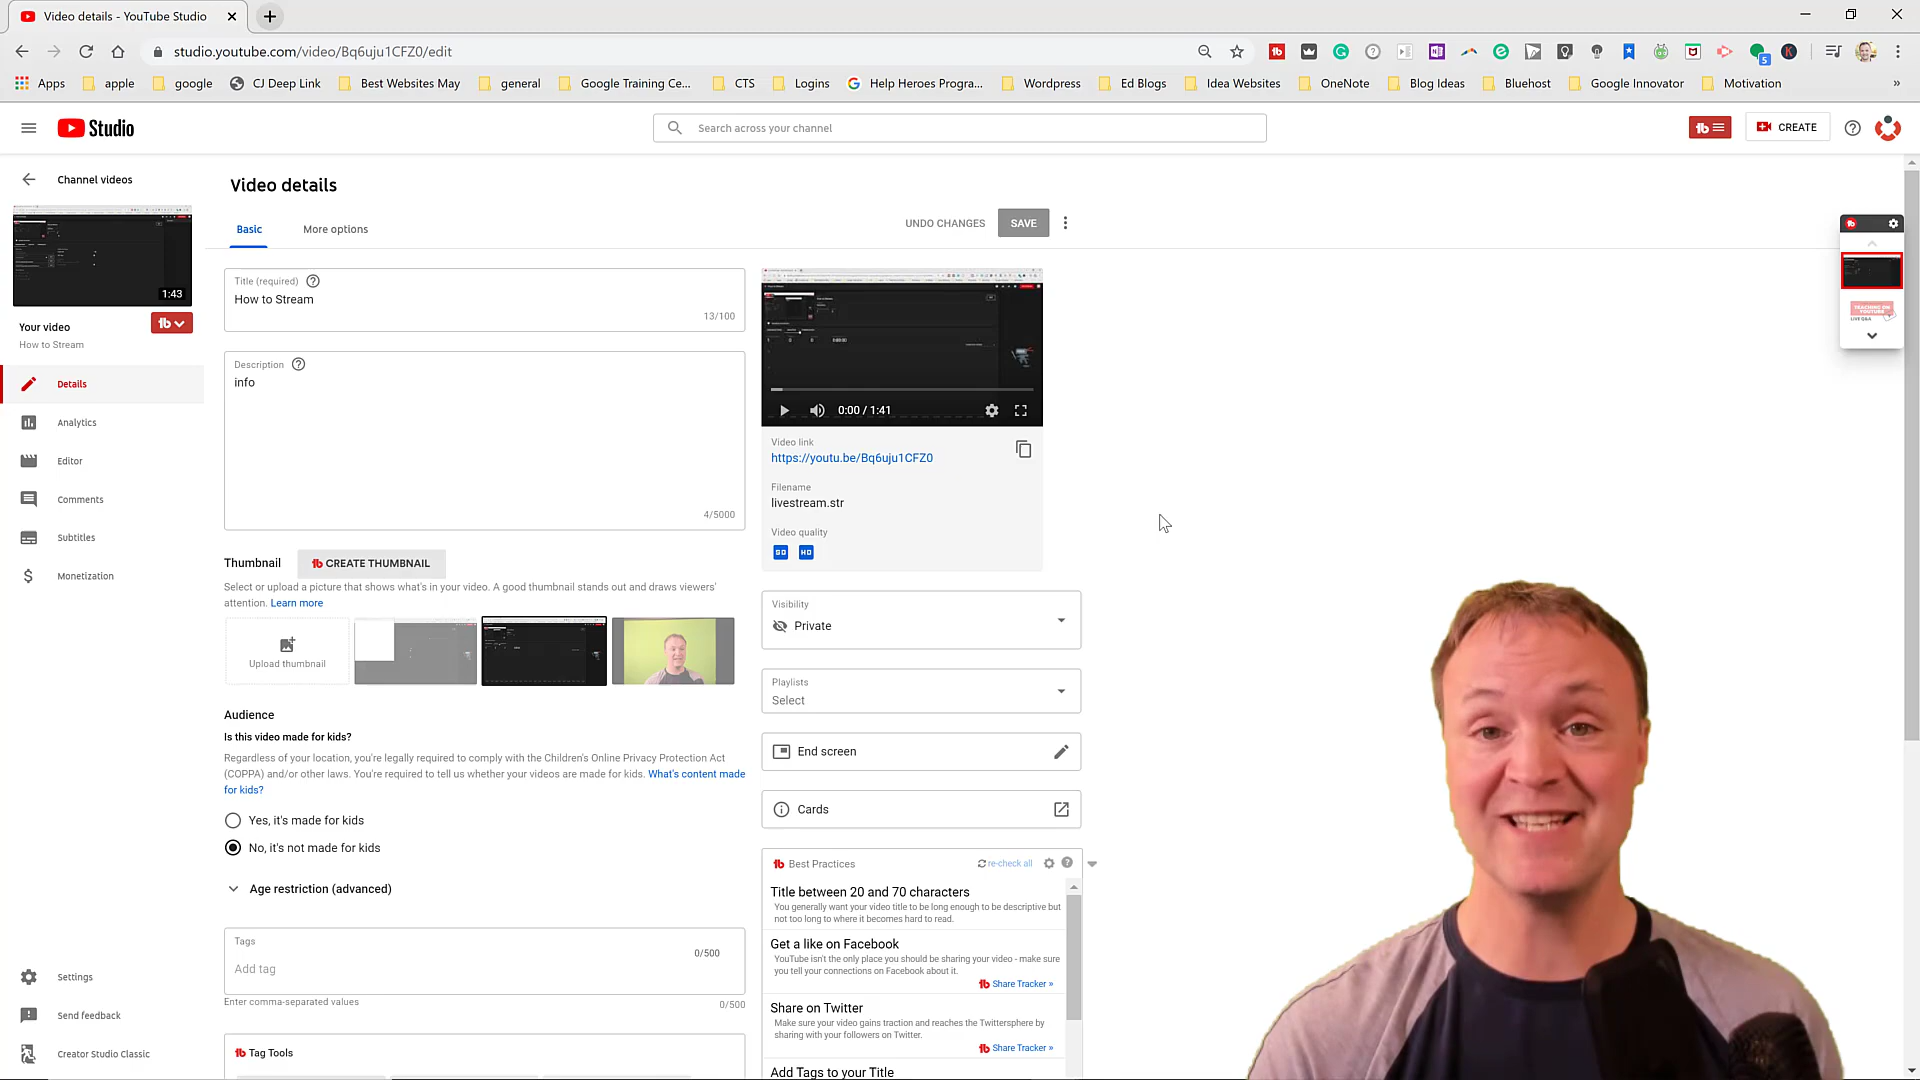 Video details - YouTube Studio
studio.youtube.com/video/Bq6uju1CFZ0/edit
5
Apps apple google CJ Deep Link Best Websites May general Google Training Ce... CTS Logins Help Heroes Progra... Wordpress Ed Blogs Idea Websites OneNote Blog Ideas Bluehost Google Innovator Motivation »
Studio
Search across your channel
CREATE
Channel videos
Video details
Basic
More options
UNDO CHANGES
SAVE
1:43
Your video
How to Stream
Details
Analytics
Editor
Comments
Subtitles
Monetization
Settings
Send feedback
Creator Studio Classic
Title (required)
How to Stream
13/100
Description
info
4/5000
Thumbnail
CREATE THUMBNAIL
Select or upload a picture that shows what's in your video. A good thumbnail stands out and draws viewers'
attention. Learn more
Upload thumbnail
Audience
Is this video made for kids?
Regardless of your location, you're legally required to comply with the Children's Online Privacy Protection Act
(COPPA) and/or other laws. You're required to tell us whether your videos are made for kids. What's content made
for kids?
Yes, it's made for kids
No, it's not made for kids
Age restriction (advanced)
Tags
0/500
Add tag
Enter comma-separated values
0/500
Tag Tools
0:00 / 1:41
Video link
https://youtu.be/Bq6uju1CFZ0
Filename
livestream.str
Video quality
SD HD
Visibility
Private
Playlists
Select
End screen
Cards
Best Practices
re-check all
Title between 20 and 70 characters
You generally want your video title to be long enough to be descriptive but
not too long to where it becomes hard to read.
Get a like on Facebook
YouTube isn't the only place you should be sharing your video - make sure
you tell your connections on Facebook about it.
Share Tracker »
Share on Twitter
Make sure your video gains traction and reaches the Twittersphere by
sharing with your followers on Twitter.
Share Tracker »
Add Tags to your Title
TEACHING ON
YOUTUBE
LIVE Q&A